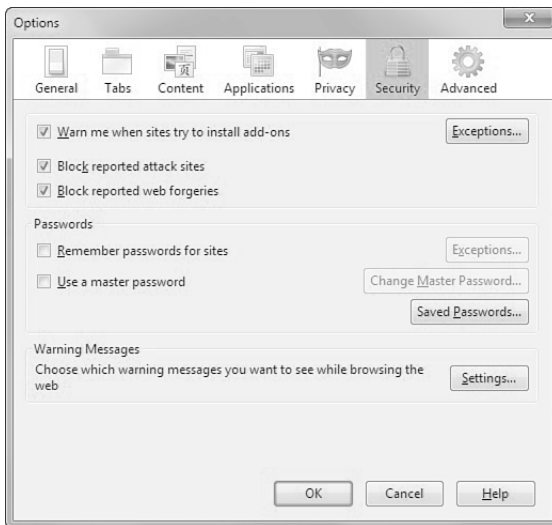 Options
x
General Tabs Content Applications Privacy Security Advanced
页
Warn me when sites try to install add-ons Exceptions...
Block reported attack sites
Block reported web forgeries
Passwords
Remember passwords for sites Exceptions...
Use a master password Change Master Password...
Saved Passwords...
Warning Messages
Choose which warning messages you want to see while browsing the
web Settings...
OK Cancel Help